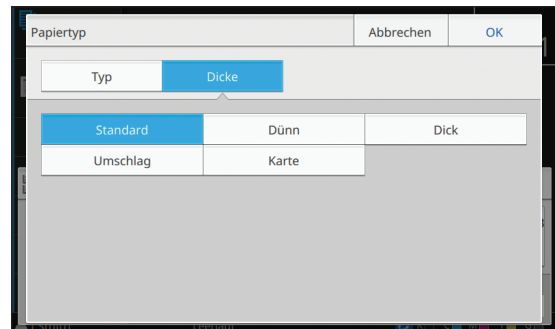 Papiertyp Abbrechen OK
Typ Dicke
Standard Dünn Dick
Umschlag Karte